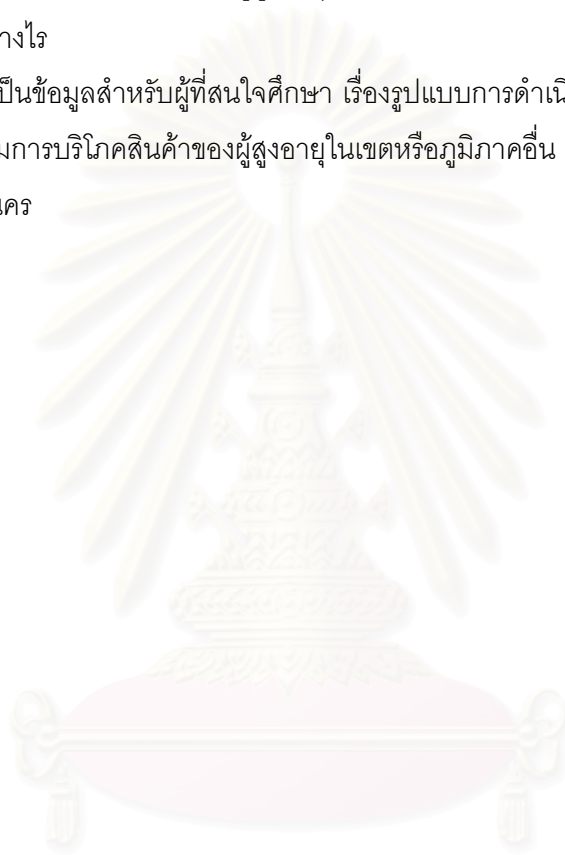 างไร
เป็นข้อมูลสำหรับผู้ที่สนใจศึกษา เรื่องรูปแบบการดำเนิ
มการบริโภคสินค้าของผู้สูงอายุในเขตหรือภูมิภาคอื่น
นคร